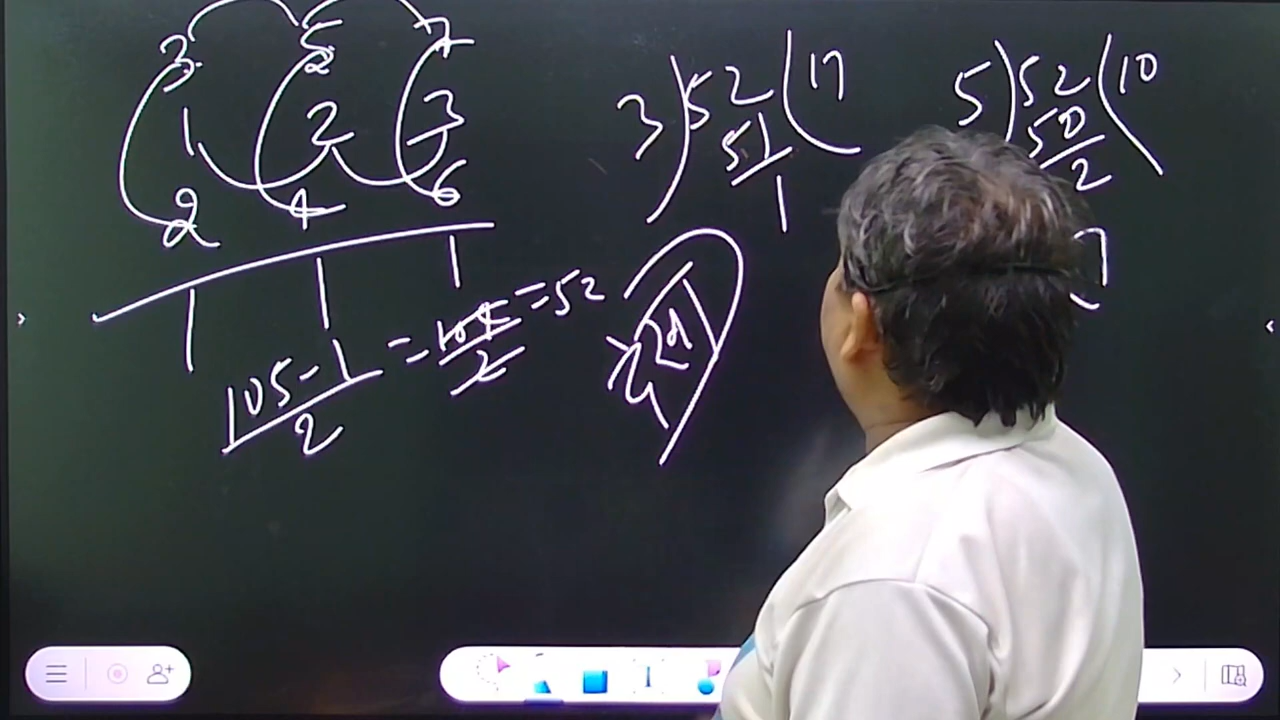 3 5 7
1 2 3
2 4 6
1 1 1
105-1/2 = 104/2 = 52
3)52(17
51
1
5)52(10
50
2
7